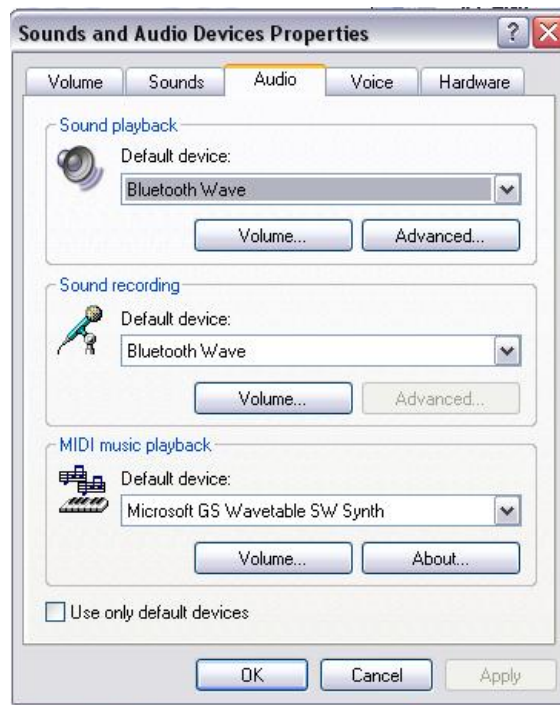 Sounds and Audio Devices Properties
Volume Sounds Audio Voice Hardware
Sound playback
Default device:
Bluetooth Wave
Volume... Advanced...
Sound recording
Default device:
Bluetooth Wave
Volume... Advanced...
MIDI music playback
Default device:
Microsoft GS Wavetable SW Synth
Volume... About...
Use only default devices
OK Cancel Apply